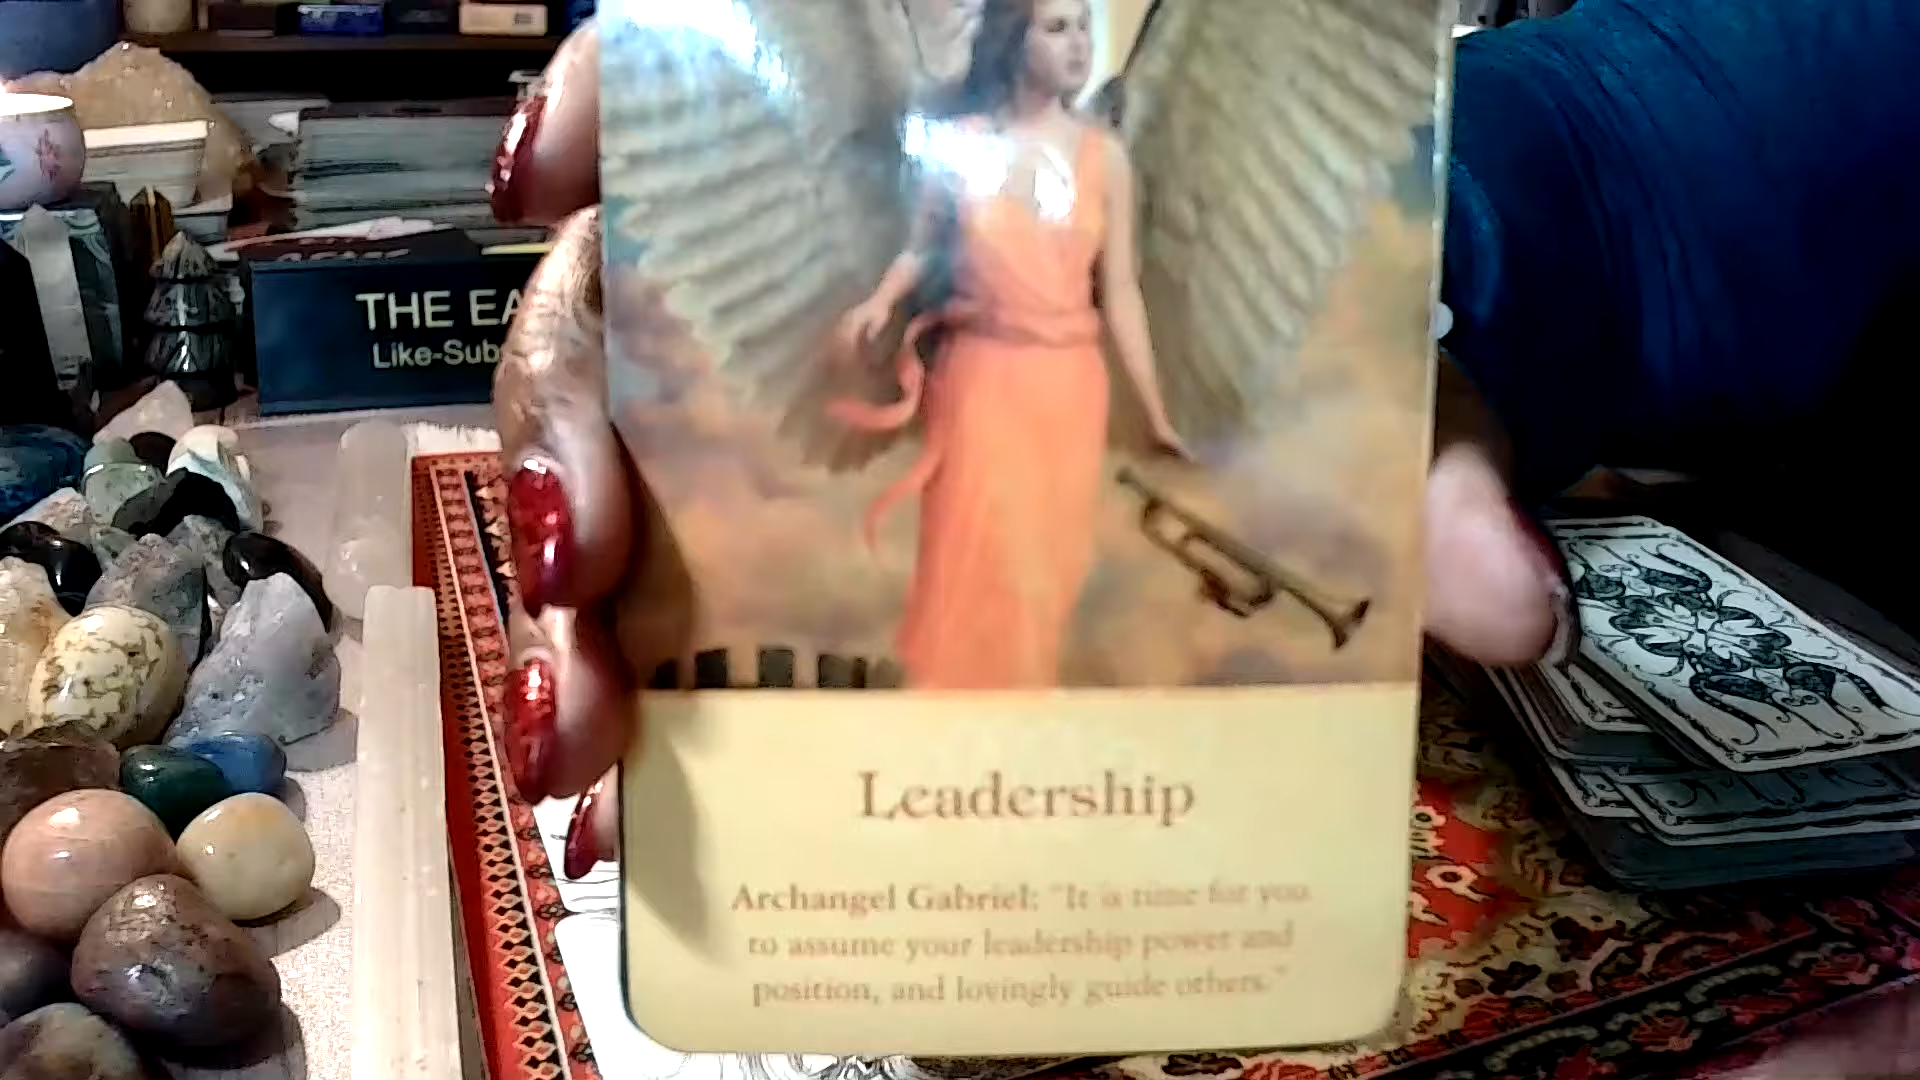 THE EA
Like-Subs
Leadership
Archangel Gabriel: "It is time for you
to assume your leadership power and
position, and lovingly guide others."